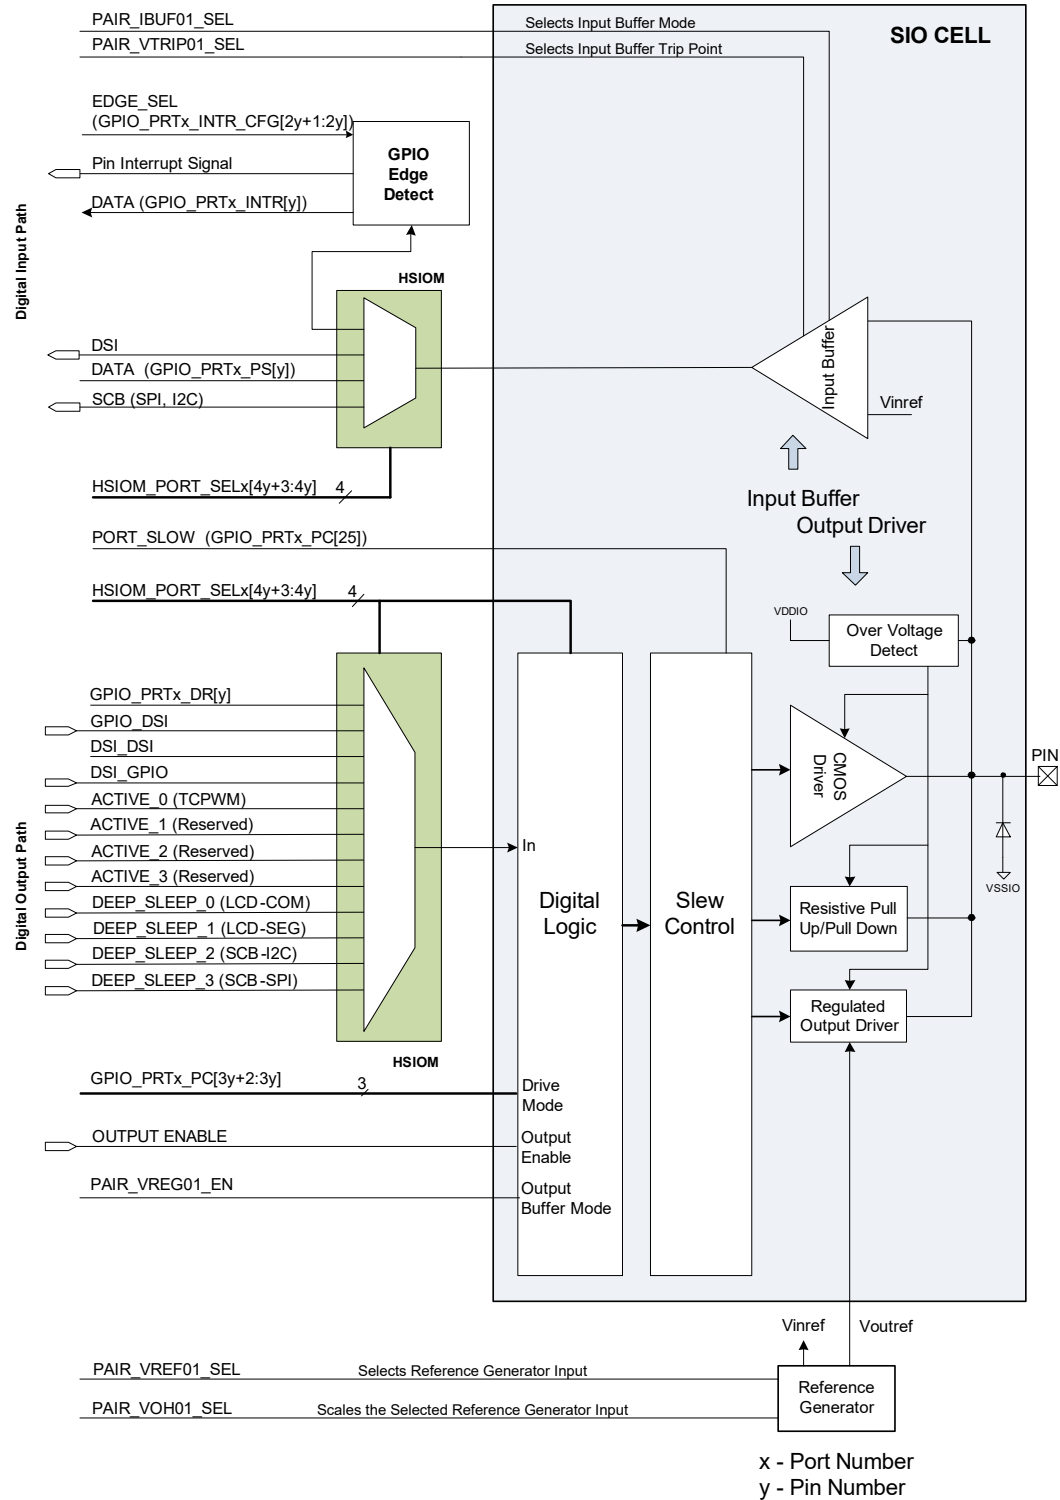 PAIR_IBUF01_SEL
Selects Input Buffer Mode
SIO CELL
PAIR_VTRIP01_SEL
Selects Input Buffer Trip Point
EDGE_SEL
(GPIO_PRTx_INTR_CFG[2y+1:2y])
GPIO
Edge
Detect
Pin Interrupt Signal
DATA (GPIO_PRTx_INTR[y])
Digital Input Path
HSIOM
DSI
DATA (GPIO_PRTx_PS[y])
SCB (SPI, I2C)
Input Buffer
Vinref
HSIOM_PORT_SELx[4y+3:4y]
4
Input Buffer
Output Driver
PORT_SLOW (GPIO_PRTx_PC[25])
HSIOM_PORT_SELx[4y+3:4y]
4
VDDIO
Over Voltage
Detect
GPIO_PRTx_DR[y]
GPIO_DSI
DSI_DSI
DSI_GPIO
ACTIVE_0 (TCPWM)
ACTIVE_1 (Reserved)
ACTIVE_2 (Reserved)
ACTIVE_3 (Reserved)
DEEP_SLEEP_0 (LCD-COM)
DEEP_SLEEP_1 (LCD-SEG)
DEEP_SLEEP_2 (SCB-I2C)
DEEP_SLEEP_3 (SCB-SPI)
Digital Output Path
HSIOM
In
Digital
Logic
Slew
Control
CMOS
Driver
PIN
VSSIO
Resistive Pull
Up/Pull Down
Regulated
Output Driver
GPIO_PRTx_PC[3y+2:3y]
3
Drive
Mode
OUTPUT ENABLE
Output
Enable
PAIR_VREG01_EN
Output
Buffer Mode
Vinref
Voutref
PAIR_VREF01_SEL
Selects Reference Generator Input
PAIR_VOH01_SEL
Scales the Selected Reference Generator Input
Reference
Generator
x - Port Number
y - Pin Number